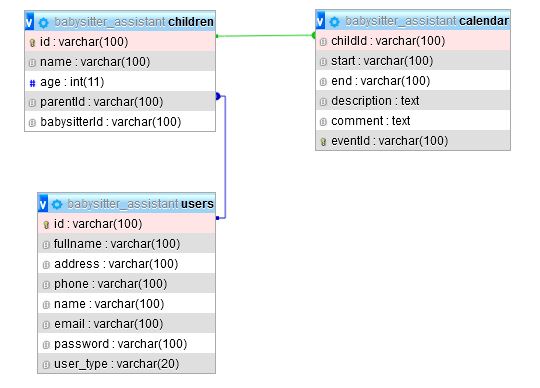 babysitter_assistant children
id : varchar(100)
name : varchar(100)
age : int(11)
parentId : varchar(100)
babysitterId : varchar(100)
babysitter_assistant calendar
childId : varchar(100)
start : varchar(100)
end : varchar(100)
description : text
comment : text
eventId : varchar(100)
babysitter_assistant users
id : varchar(100)
fullname : varchar(100)
address : varchar(100)
phone : varchar(100)
name : varchar(100)
email : varchar(100)
password : varchar(100)
user_type : varchar(20)